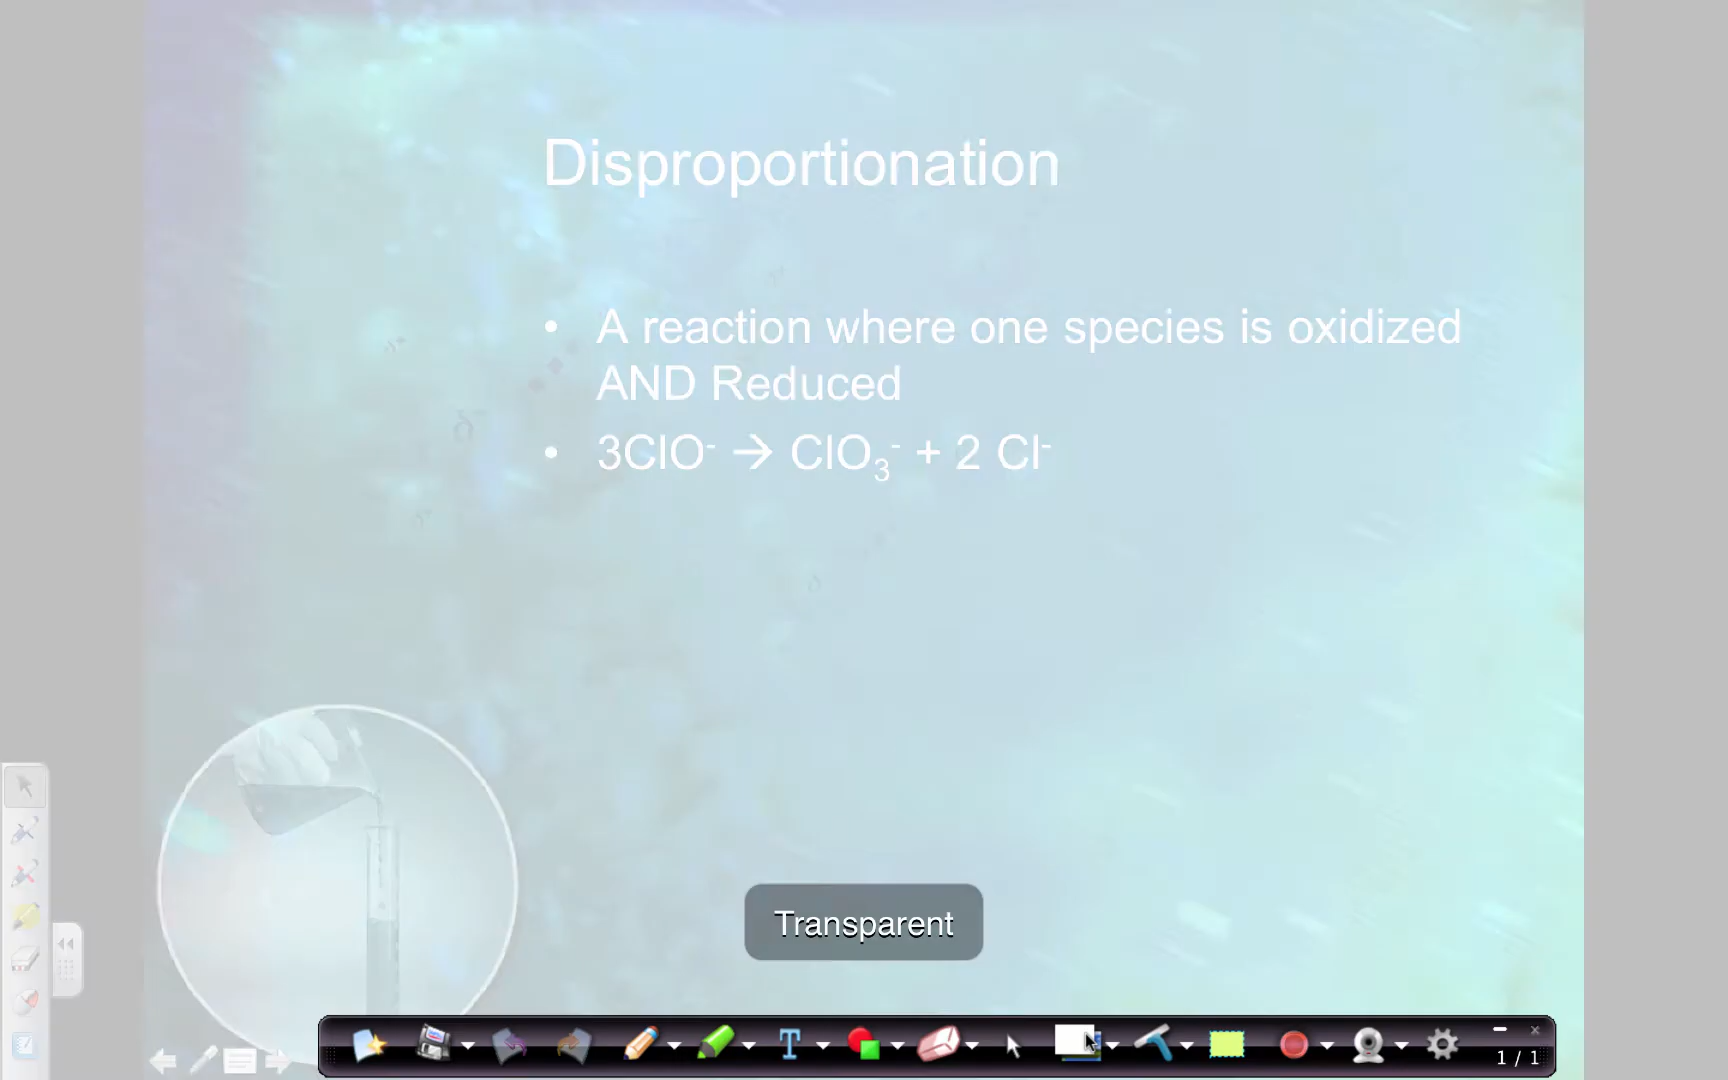 Disproportionation
• A reaction where one species is oxidized
AND Reduced
• 3ClO⁻ → ClO₃⁻ + 2 Cl⁻
Transparent
1 / 1